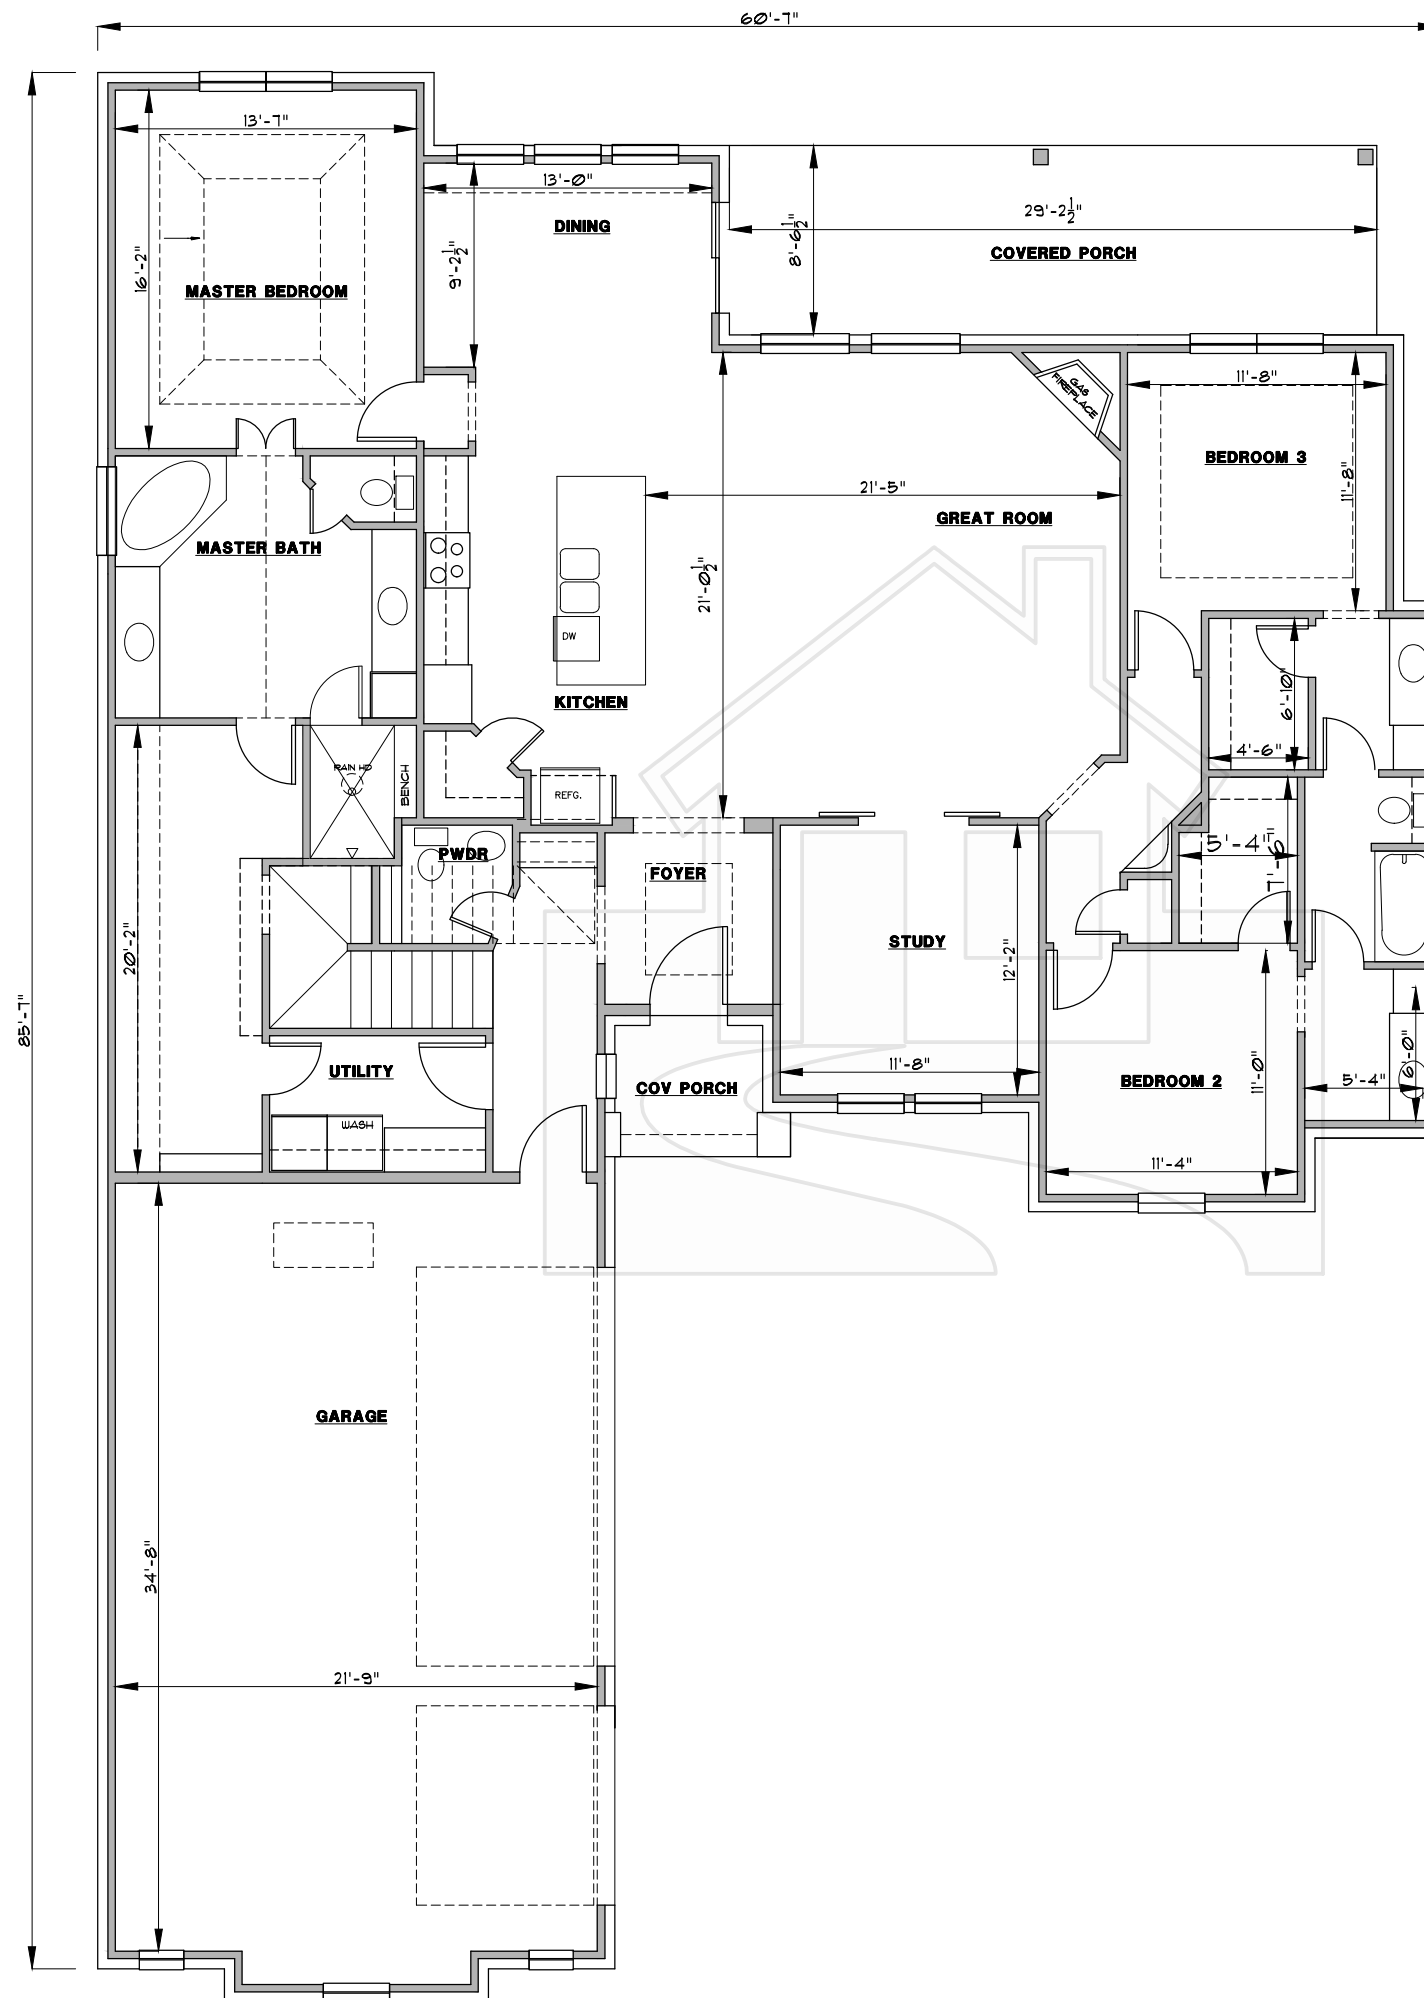 60'-7"
13'-7"
13'-0"
DINING
29'-2 1/2"
8'-6 1/2"
COVERED PORCH
9'-2 1/2"
16'-2"
MASTER BEDROOM
GAS
FIREPLACE
11'-8"
BEDROOM 3
11'-8"
21'-5"
GREAT ROOM
MASTER BATH
21'-0 1/2"
DW
KITCHEN
6'-10"
4'-6"
RAIN HD
BENCH
REFG.
PWDR
FOYER
5'-4"
7'-6"
STUDY
12'-2"
20'-2"
85'-7"
UTILITY
COV PORCH
11'-8"
BEDROOM 2
11'-0"
5'-4"
6'-0"
WASH
11'-4"
GARAGE
34'-8"
21'-9"